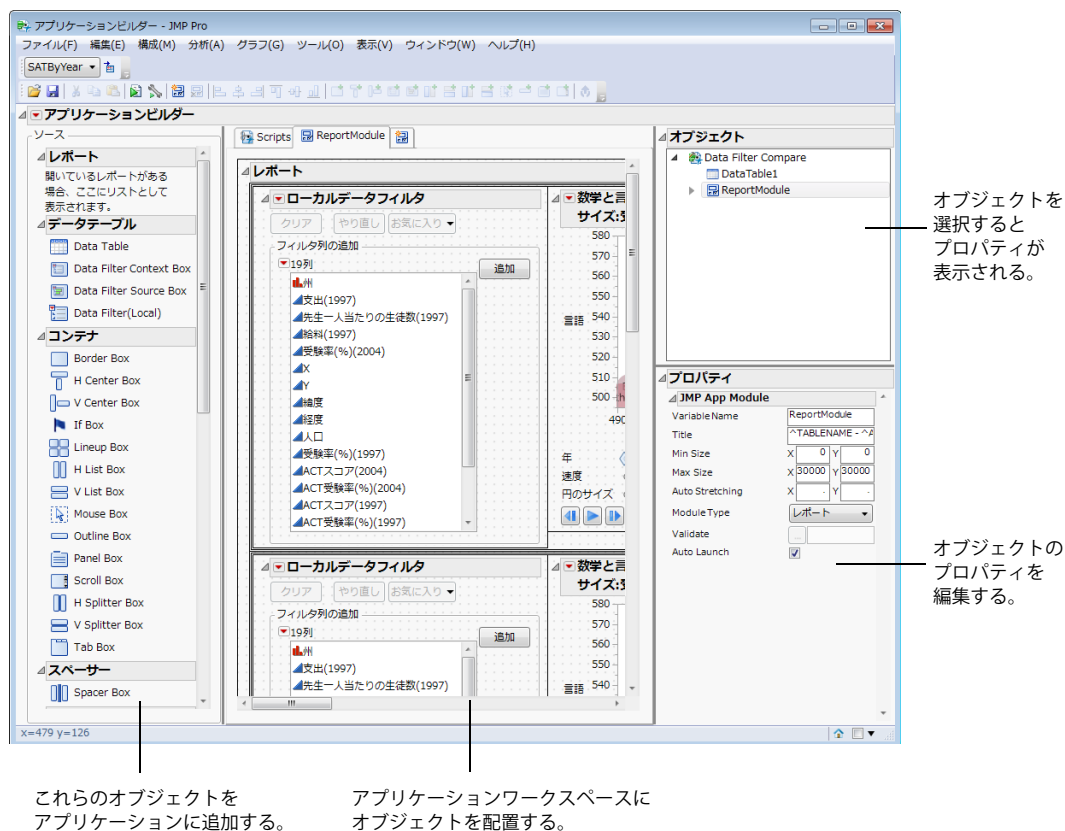 アプリケーションビルダー - JMP Pro
ファイル(F) 編集(E) 構成(M) 分析(A) グラフ(G) ツール(O) 表示(V) ウィンドウ(W) ヘルプ(H)
SATByYear
アプリケーションビルダー
ソース
レポート
開いているレポートがある
場合、ここにリストとして
表示されます。
データテーブル
Data Table
Data Filter Context Box
Data Filter Source Box
Data Filter(Local)
コンテナ
Border Box
H Center Box
V Center Box
If Box
Lineup Box
H List Box
V List Box
Mouse Box
Outline Box
Panel Box
Scroll Box
H Splitter Box
V Splitter Box
Tab Box
スペーサー
Spacer Box
Scripts ReportModule
レポート
ローカルデータフィルタ
クリア やり直し お気に入り
フィルタ列の追加
19列
追加
州
支出(1997)
先生一人当たりの生徒数(1997)
給料(1997)
受験率(%)(2004)
X
Y
緯度
経度
人口
受験率(%)(1997)
ACTスコア(2004)
ACT受験率(%)(2004)
ACTスコア(1997)
ACT受験率(%)(1997)
数学と言
サイズ:受
580
570
560
550
言語 540
530
520
510
500
490
年
速度
円のサイズ
ローカルデータフィルタ
クリア やり直し お気に入り
フィルタ列の追加
19列
追加
州
支出(1997)
先生一人当たりの生徒数(1997)
数学と言
サイズ:受
580
570
560
550
言語 540
オブジェクト
Data Filter Compare
DataTable1
ReportModule
プロパティ
JMP App Module
VariableName ReportModule
Title ^TABLENAME - ^A
Min Size X 0 Y 0
Max Size X 30000 Y 30000
Auto Stretching X . Y .
ModuleType レポート
Validate ...
Auto Launch
x=479 y=126
オブジェクトを
選択すると
プロパティが
表示される。
オブジェクトの
プロパティを
編集する。
これらのオブジェクトを
アプリケーションに追加する。
アプリケーションワークスペースに
オブジェクトを配置する。